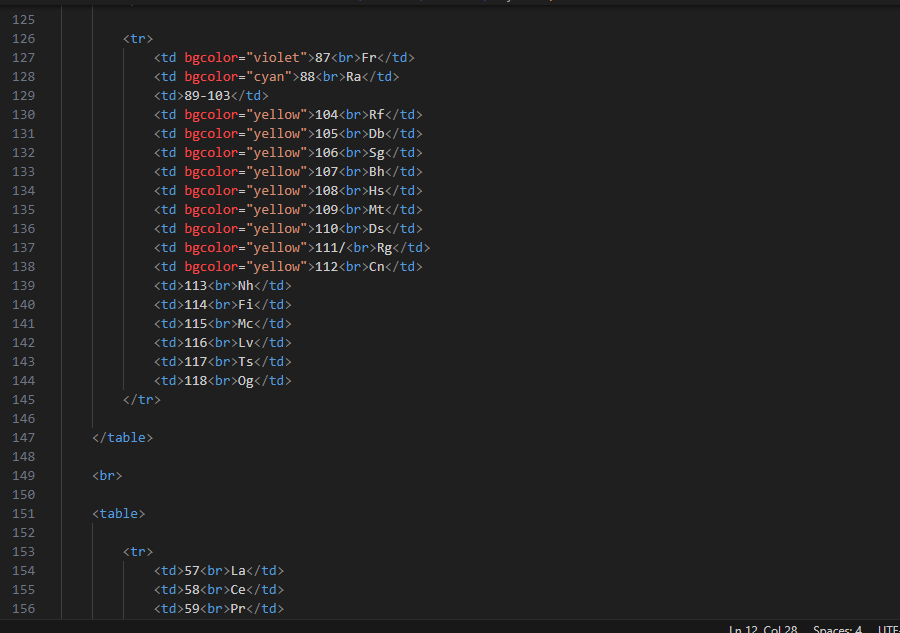 125
126 <tr>
127 <td bgcolor="violet">87<br>Fr</td>
128 <td bgcolor="cyan">88<br>Ra</td>
129 <td>89-103</td>
130 <td bgcolor="yellow">104<br>Rf</td>
131 <td bgcolor="yellow">105<br>Db</td>
132 <td bgcolor="yellow">106<br>Sg</td>
133 <td bgcolor="yellow">107<br>Bh</td>
134 <td bgcolor="yellow">108<br>Hs</td>
135 <td bgcolor="yellow">109<br>Mt</td>
136 <td bgcolor="yellow">110<br>Ds</td>
137 <td bgcolor="yellow">111/<br>Rg</td>
138 <td bgcolor="yellow">112<br>Cn</td>
139 <td>113<br>Nh</td>
140 <td>114<br>Fi</td>
141 <td>115<br>Mc</td>
142 <td>116<br>Lv</td>
143 <td>117<br>Ts</td>
144 <td>118<br>Og</td>
145 </tr>
146
147 </table>
148
149 <br>
150
151 <table>
152
153 <tr>
154 <td>57<br>La</td>
155 <td>58<br>Ce</td>
156 <td>59<br>Pr</td>
Ln 12, Col 28 Spaces: 4 UTF-